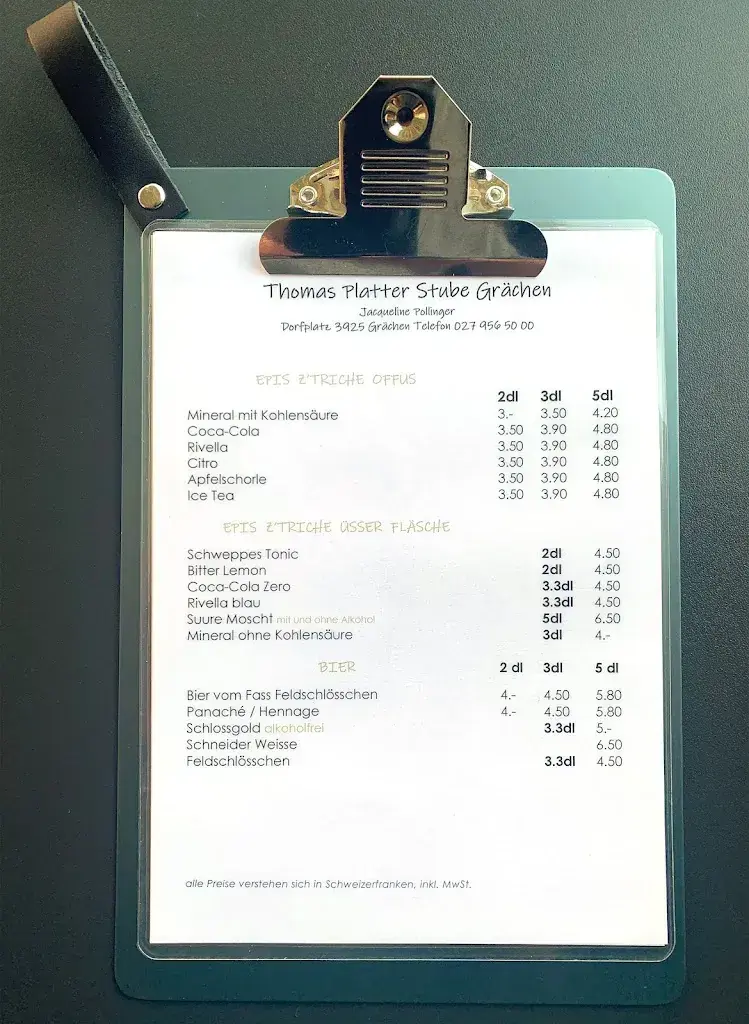 Thomas Platter Stube Grächen
Jacqueline Pollinger
Dorfplatz 3925 Grächen Telefon 027 956 50 00
EPIS Z'TRICHE OFFUS
2dl 3dl 5dl
Mineral mit Kohlensäure 3.- 3.50 4.20
Coca-Cola 3.50 3.90 4.80
Rivella 3.50 3.90 4.80
Citro 3.50 3.90 4.80
Apfelschorle 3.50 3.90 4.80
Ice Tea 3.50 3.90 4.80
EPIS Z'TRICHE ÜSSER FLÄSCHE
Schweppes Tonic 2dl 4.50
Bitter Lemon 2dl 4.50
Coca-Cola Zero 3.3dl 4.50
Rivella blau 3.3dl 4.50
Suure Moscht mit und ohne Alkohol 5dl 6.50
Mineral ohne Kohlensäure 3dl 4.-
BIER 2 dl 3dl 5 dl
Bier vom Fass Feldschlösschen 4.- 4.50 5.80
Panaché / Hennage 4.- 4.50 5.80
Schlossgold alkoholfrei 3.3dl 5.-
Schneider Weisse 6.50
Feldschlösschen 3.3dl 4.50
alle Preise verstehen sich in Schweizerfranken, inkl. MwSt.